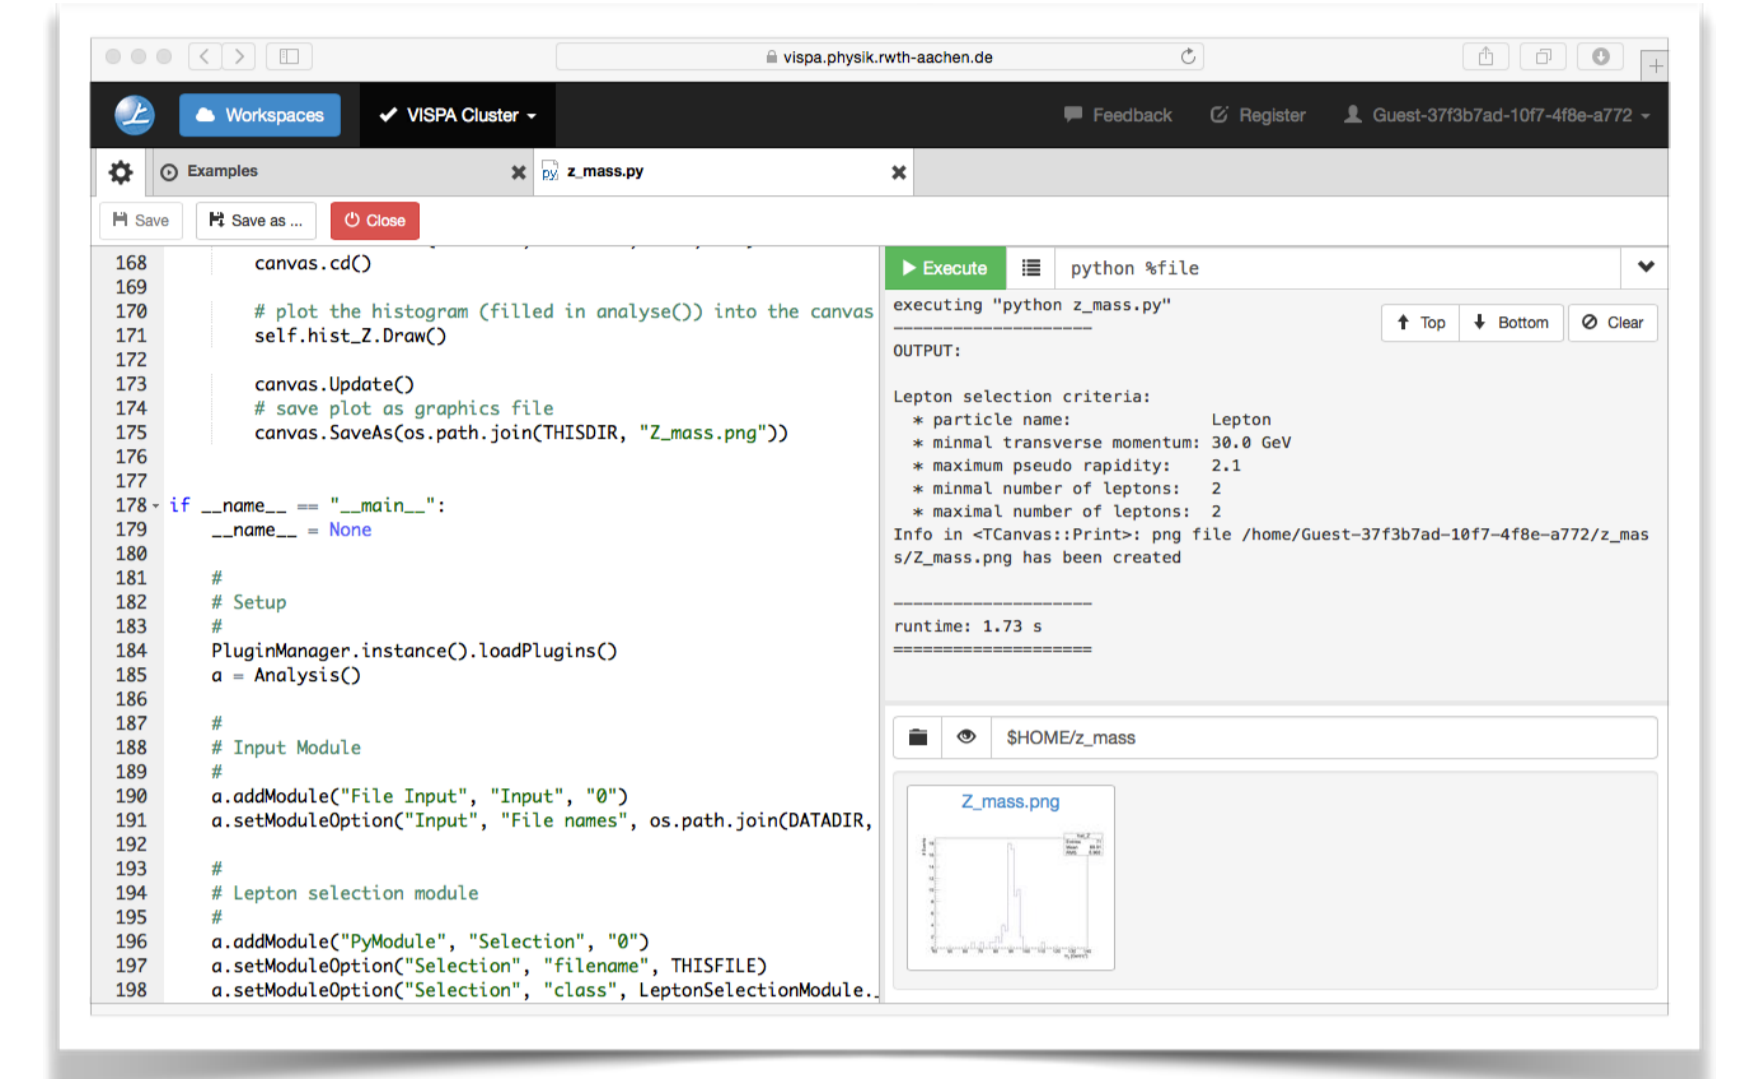 vispa.physik.rwth-aachen.de
Workspaces
VISPA Cluster
Feedback
Register
Guest-37f3b7ad-10f7-4f8e-a772
Examples
py
z_mass.py
Save
Save as ...
Close
168 canvas.cd()
169
170 # plot the histogram (filled in analyse()) into the canvas
171 self.hist_Z.Draw()
172
173 canvas.Update()
174 # save plot as graphics file
175 canvas.SaveAs(os.path.join(THISDIR, "Z_mass.png"))
176
177
178 if __name__ == "__main__":
179 __name__ = None
180
181 #
182 # Setup
183 #
184 PluginManager.instance().loadPlugins()
185 a = Analysis()
186
187 #
188 # Input Module
189 #
190 a.addModule("File Input", "Input", "0")
191 a.setModuleOption("Input", "File names", os.path.join(DATADIR,
192
193 #
194 # Lepton selection module
195 #
196 a.addModule("PyModule", "Selection", "0")
197 a.setModuleOption("Selection", "filename", THISFILE)
198 a.setModuleOption("Selection", "class", LeptonSelectionModule._
Execute
python %file
executing "python z_mass.py"
---------------------
Top
Bottom
Clear
OUTPUT:
Lepton selection criteria:
* particle name: Lepton
* minmal transverse momentum: 30.0 GeV
* maximum pseudo rapidity: 2.1
* minmal number of leptons: 2
* maximal number of leptons: 2
Info in <TCanvas::Print>: png file /home/Guest-37f3b7ad-10f7-4f8e-a772/z_mas
s/Z_mass.png has been created
---------------------
runtime: 1.73 s
====================
$HOME/z_mass
Z_mass.png